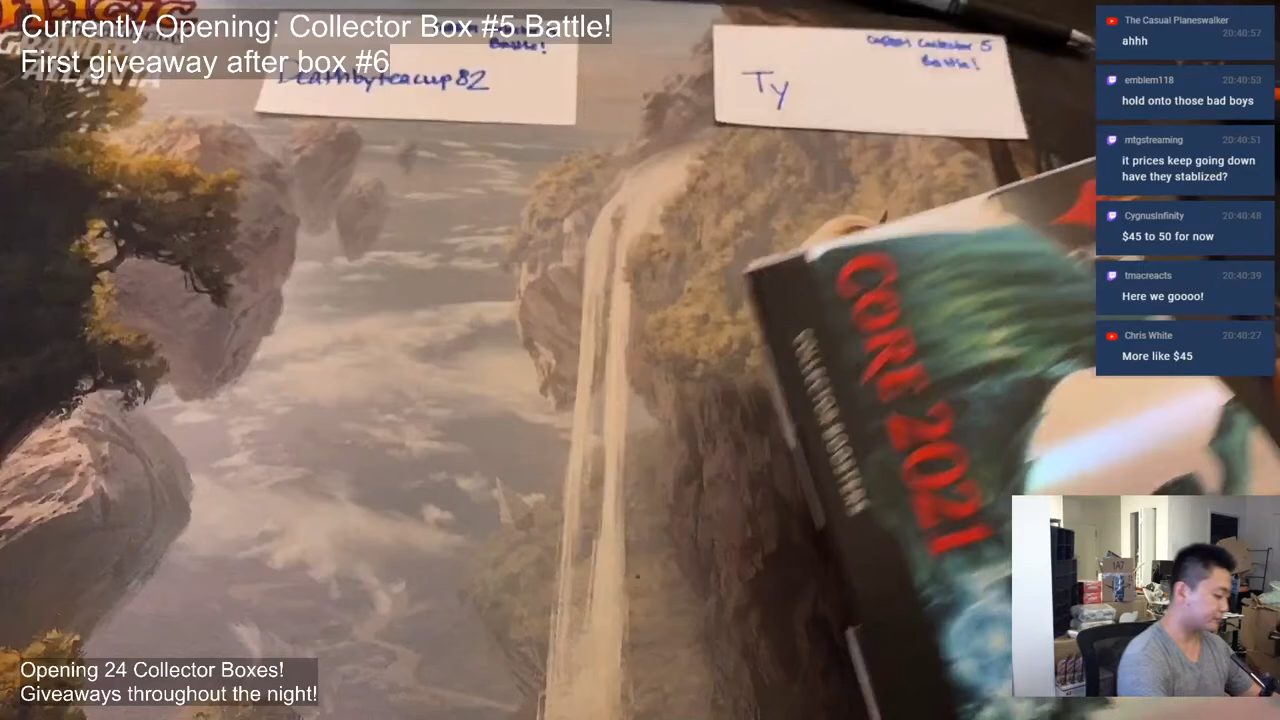 Currently Opening: Collector Box #5 Battle!
First giveaway after box #6
Battle!
Deathbyteacup82
Collector 5
Battle!
Ty
The Casual Planeswalker 20:40:57
ahhh
emblem118 20:40:53
hold onto those bad boys
mtgstreaming 20:40:51
it prices keep going down
have they stablized?
CygnusInfinity 20:40:48
$45 to 50 for now
tmacreacts 20:40:39
Here we goooo!
Chris White 20:40:27
More like $45
CORE 2021
COLLECTOR BOOSTER
1A7
Opening 24 Collector Boxes!
Giveaways throughout the night!